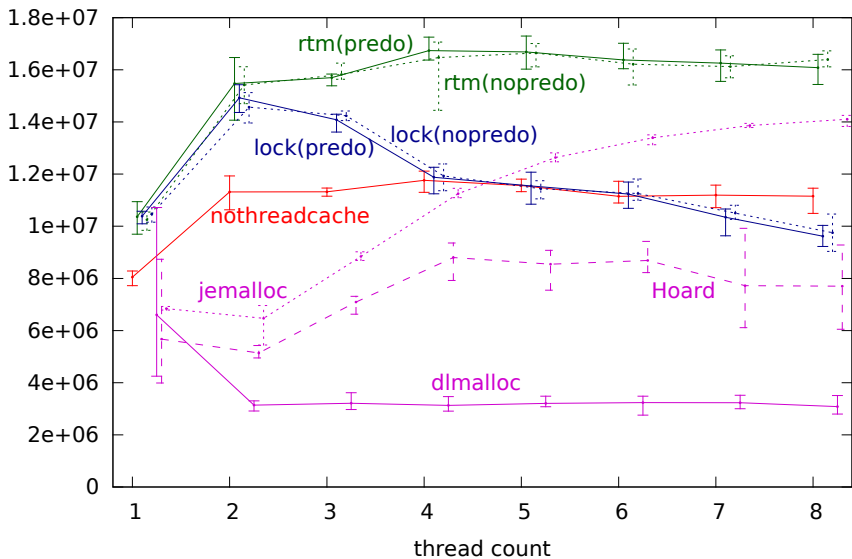 1.8e+07
rtm(predo)
1.6e+07
rtm(nopredo)
1.4e+07
lock(nopredo)
lock(predo)
1.2e+07
nothreadcache
1e+07
8e+06
jemalloc
Hoard
6e+06
4e+06
dlmalloc
2e+06
0
1 2 3 4 5 6 7 8
thread count